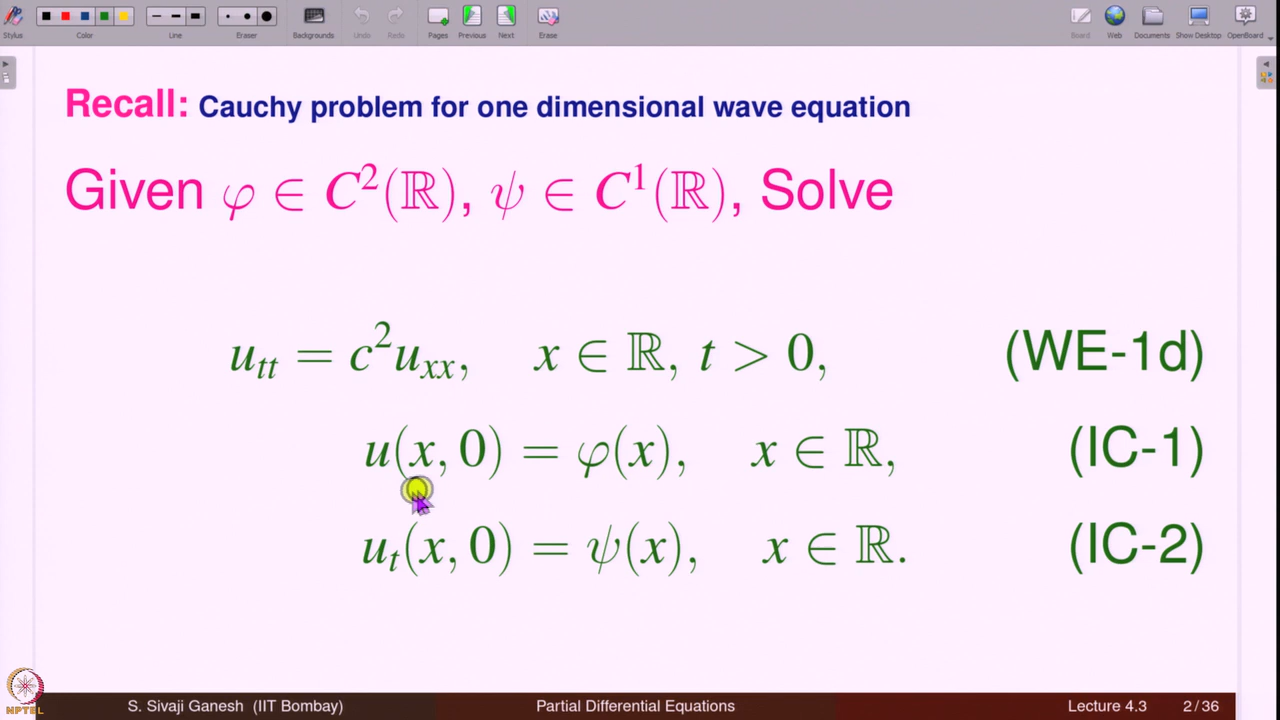 Stylus Color Line Eraser Backgrounds Undo Redo Pages Previous Next Erase Board Web Documents Show Desktop OpenBoard
Recall: Cauchy problem for one dimensional wave equation
Given φ ∈ C²(ℝ), ψ ∈ C¹(ℝ), Solve
u_tt = c²u_xx, x ∈ ℝ, t > 0, (WE-1d)
u(x, 0) = φ(x), x ∈ ℝ, (IC-1)
u_t(x, 0) = ψ(x), x ∈ ℝ. (IC-2)
NPTEL
S. Sivaji Ganesh (IIT Bombay) Partial Differential Equations Lecture 4.3 2/36